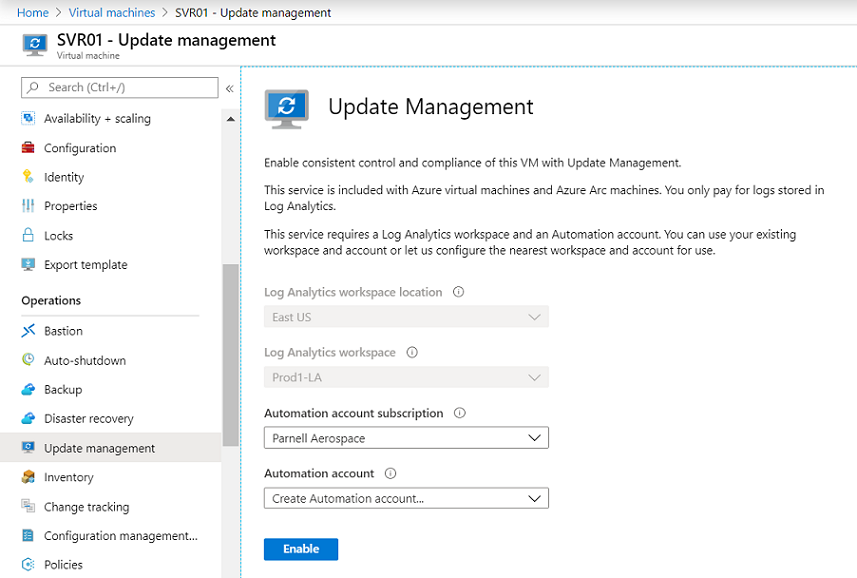 Home > Virtual machines > SVR01 - Update management
SVR01 - Update management
Virtual machine
Search (Ctrl+/)
«
Availability + scaling
Configuration
Identity
Properties
Locks
Export template
Operations
Bastion
Auto-shutdown
Backup
Disaster recovery
Update management
Inventory
Change tracking
Configuration management...
Policies
Update Management
Enable consistent control and compliance of this VM with Update Management.
This service is included with Azure virtual machines and Azure Arc machines. You only pay for logs stored in
Log Analytics.
This service requires a Log Analytics workspace and an Automation account. You can use your existing
workspace and account or let us configure the nearest workspace and account for use.
Log Analytics workspace location
East US
Log Analytics workspace
Prod1-LA
Automation account subscription
Parnell Aerospace
Automation account
Create Automation account...
Enable